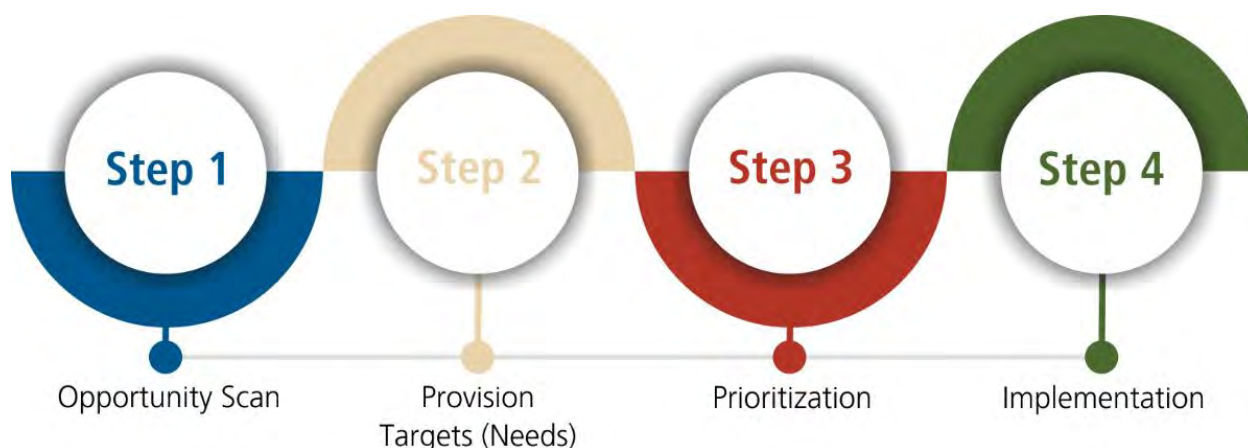 Step 1
Step 2
Step 3
Step 4
Opportunity Scan
Provision
Targets (Needs)
Prioritization
Implementation